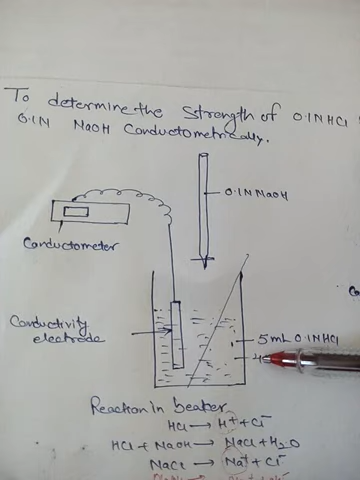 To determine the Strength of 0.1N HCl
0.1N NaOH Conductometrically.
0.1N NaOH
Conductometer
Conductivity
electrode
5mL 0.1N HCl
Reaction in beaker
HCl → H⁺ + Cl⁻
HCl + NaOH → NaCl + H₂O
NaCl → Na⁺ + Cl⁻